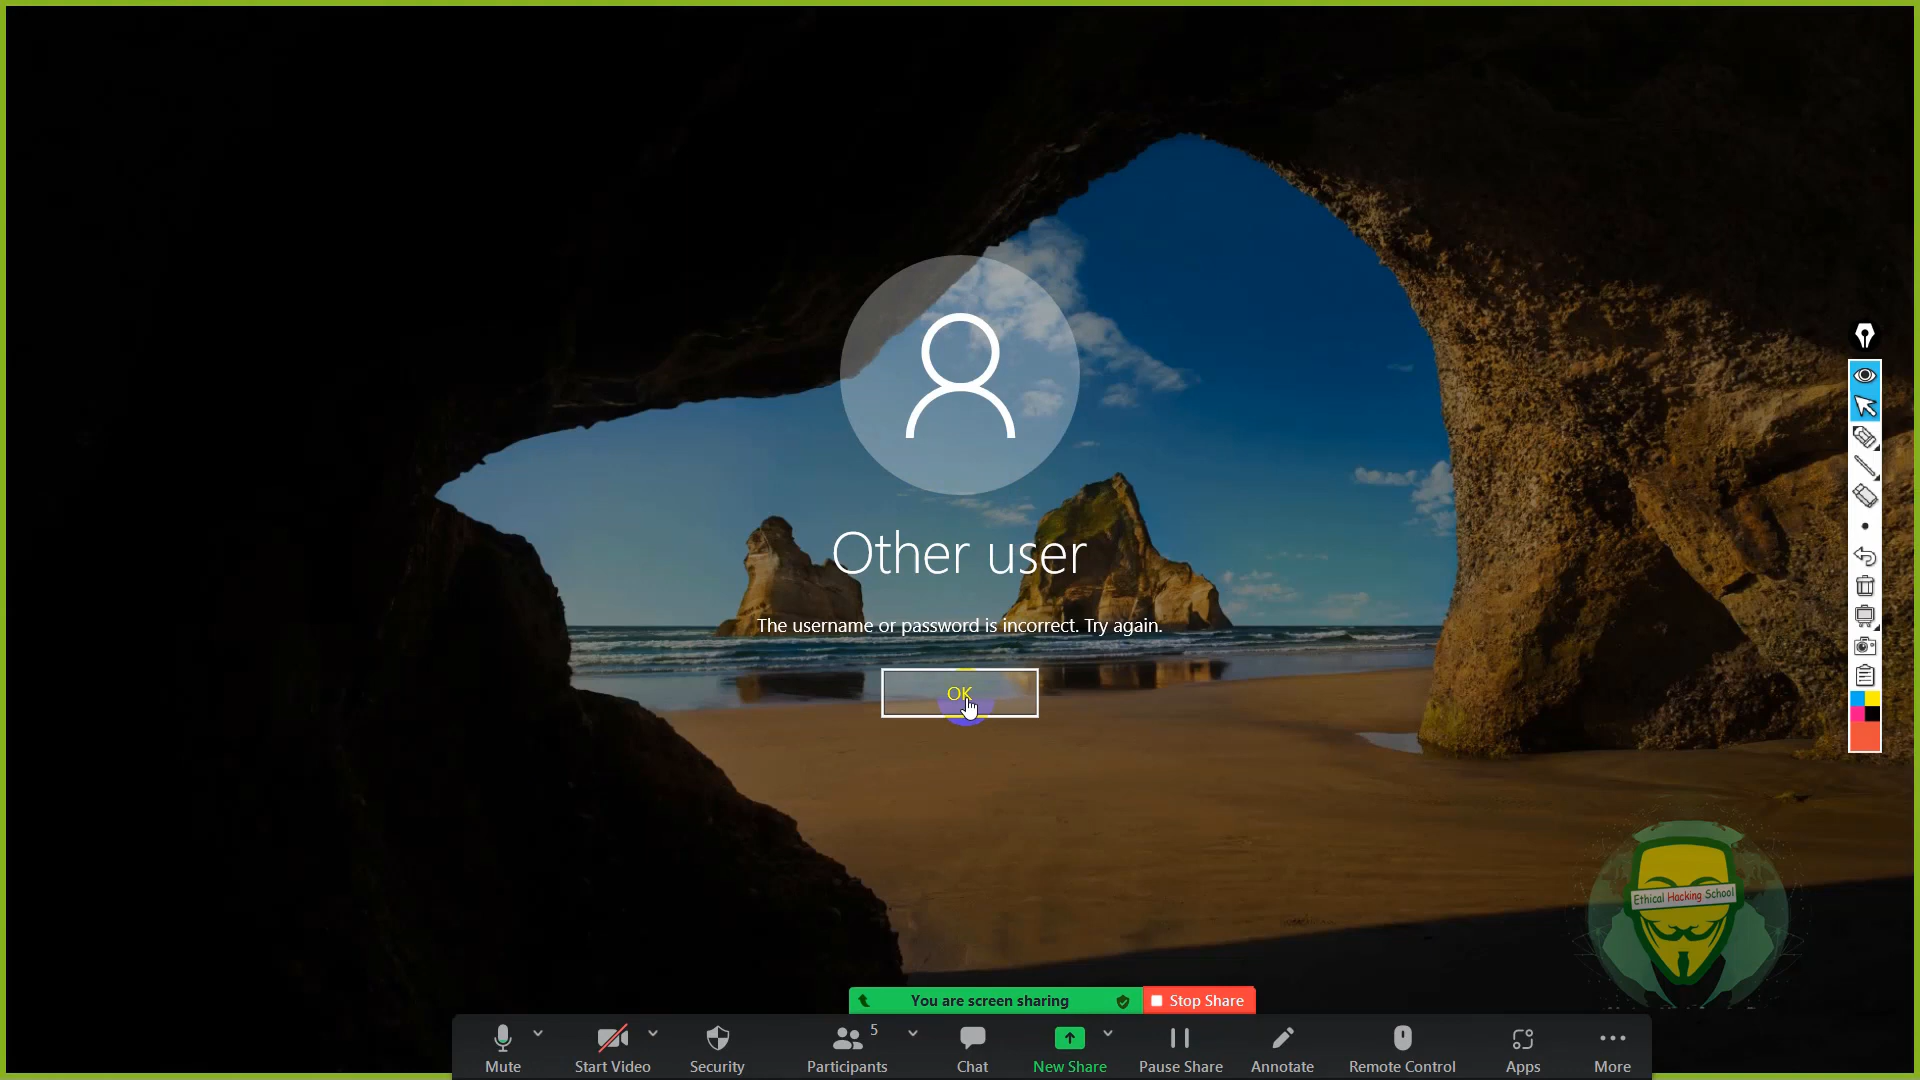 Other user
The username or password is incorrect. Try again.
OK
Ethical Hacking School
You are screen sharing
Stop Share
Mute
Start Video
Security
5
Participants
Chat
New Share
Pause Share
Annotate
Remote Control
Apps
More